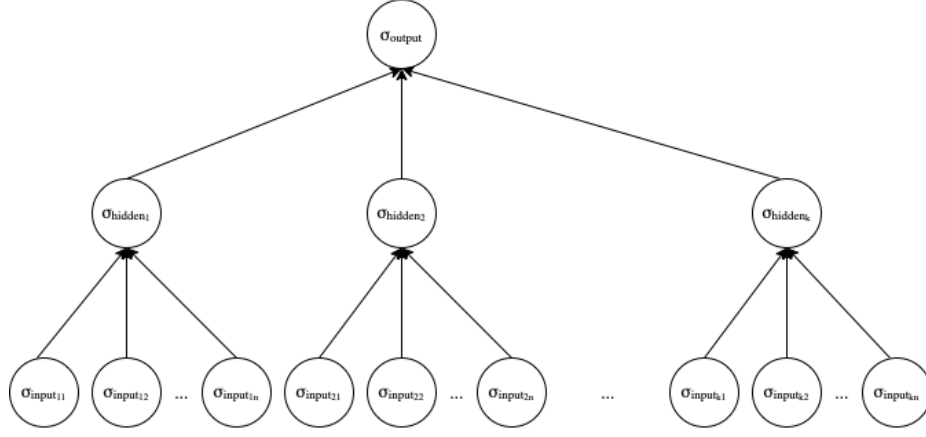 σoutput
σhidden₁ σhidden₂ σhiddenₖ
σinput₁₁ σinput₁₂ ... σinput₁ₙ σinput₂₁ σinput₂₂ ... σinput₂ₙ ... σinputₖ₁ σinputₖ₂ ... σinputₖₙ